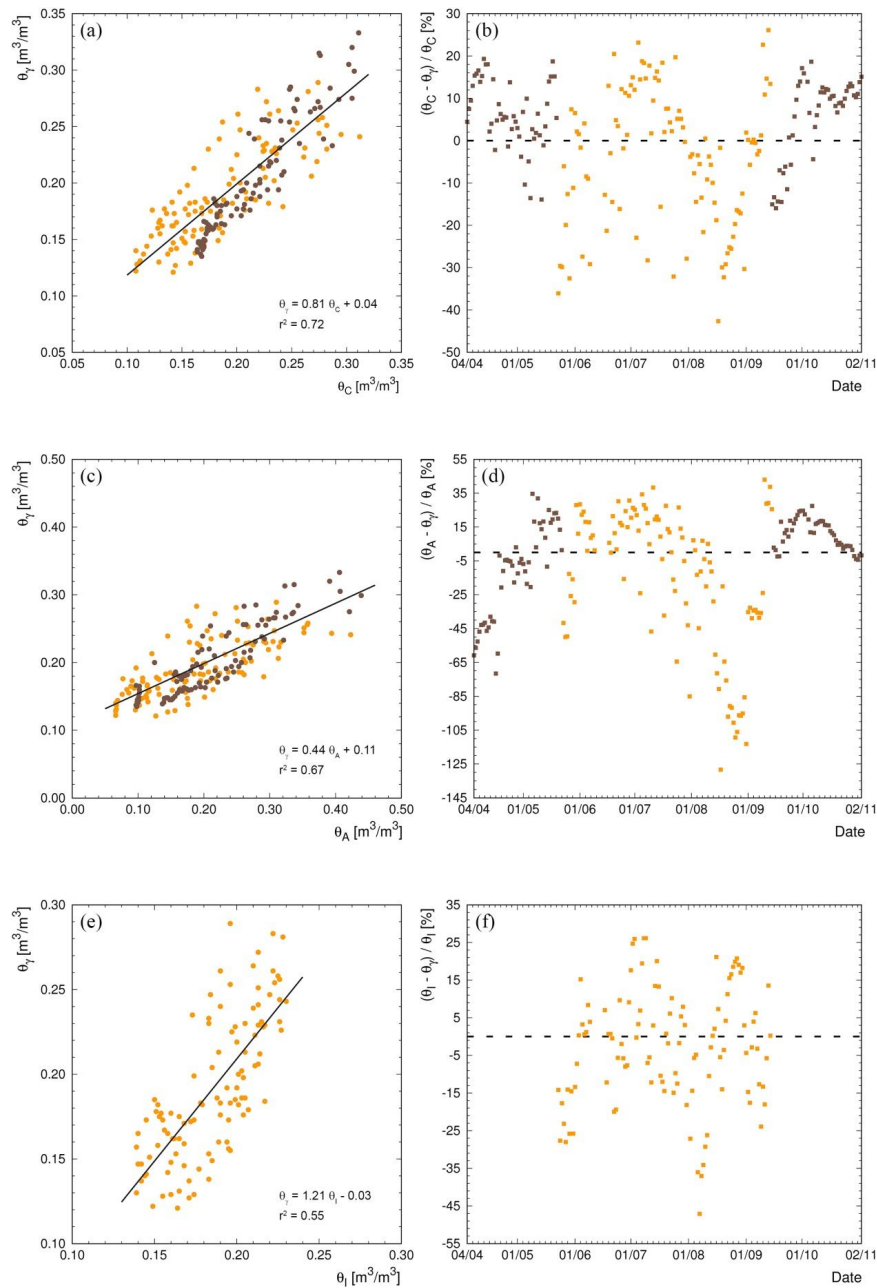 (a)
θγ [m³/m³]
0.35
0.30
0.25
0.20
0.15
0.10
0.05
θγ = 0.81 θC + 0.04
r² = 0.72
0.05 0.10 0.15 0.20 0.25 0.30 0.35
θC [m³/m³]
(b)
(θC - θγ) / θC [%]
30
20
10
0
-10
-20
-30
-40
-50
04/04 01/05 01/06 01/07 01/08 01/09 01/10 02/11
Date
(c)
θγ [m³/m³]
0.50
0.40
0.30
0.20
0.10
0.00
θγ = 0.44 θA + 0.11
r² = 0.67
0.00 0.10 0.20 0.30 0.40 0.50
θA [m³/m³]
(d)
(θA - θγ) / θA [%]
55
35
15
-5
-25
-45
-65
-85
-105
-125
-145
04/04 01/05 01/06 01/07 01/08 01/09 01/10 02/11
Date
(e)
θγ [m³/m³]
0.30
0.25
0.20
0.15
0.10
θγ = 1.21 θI - 0.03
r² = 0.55
0.10 0.15 0.20 0.25 0.30
θI [m³/m³]
(f)
(θI - θγ) / θI [%]
35
25
15
5
-5
-15
-25
-35
-45
-55
04/04 01/05 01/06 01/07 01/08 01/09 01/10 02/11
Date